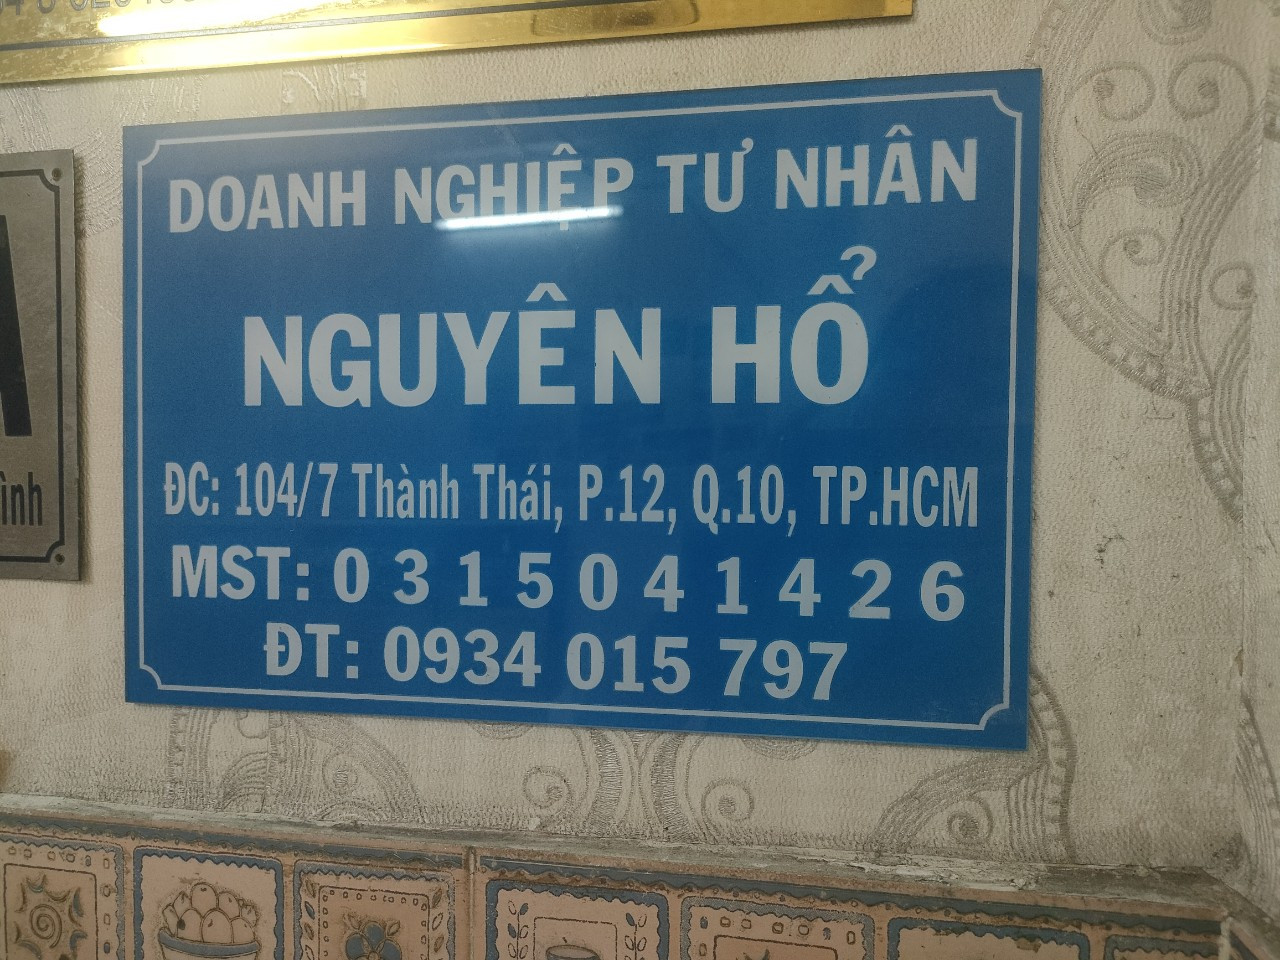 DOANH NGHIỆP TƯ NHÂN
NGUYÊN HỔ
ĐC: 104/7 Thành Thái, P.12, Q.10, TP.HCM
MST: 0 3 1 5 0 4 1 4 2 6
ĐT: 0934 015 797